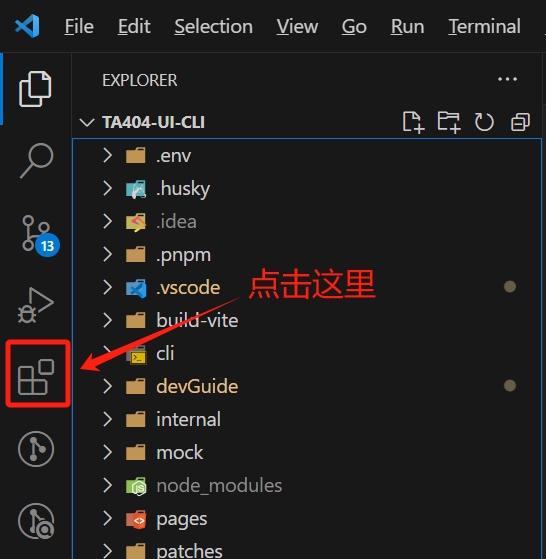 File Edit Selection View Go Run Terminal
EXPLORER
TA404-UI-CLI
.env
.husky
.idea
.pnpm
.vscode
点击这里
build-vite
cli
devGuide
internal
mock
node_modules
pages
patches
13